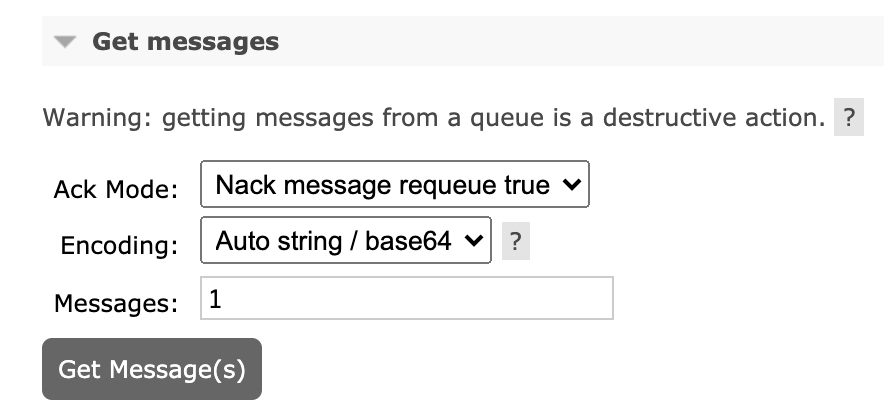 Get messages
Warning: getting messages from a queue is a destructive action. ?
Ack Mode: Nack message requeue true
Encoding: Auto string / base64 ?
Messages: 1
Get Message(s)